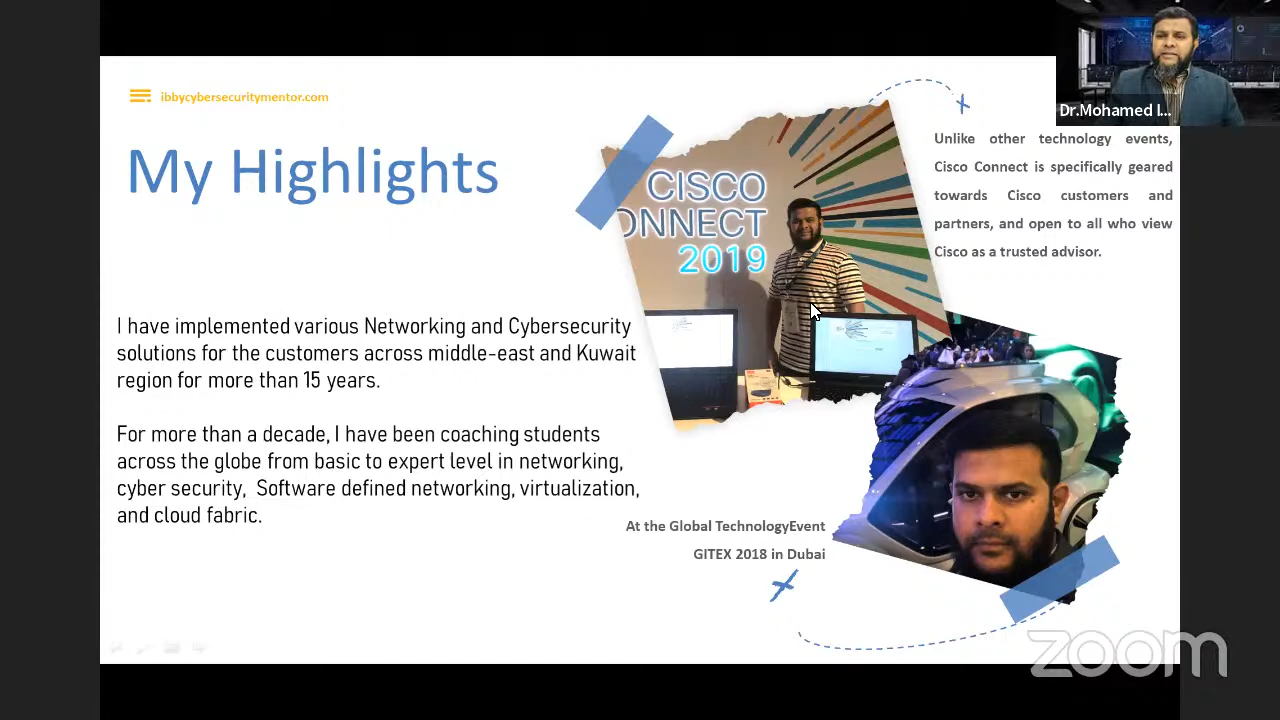 ibbycybersecuritymentor.com
My Highlights
I have implemented various Networking and Cybersecurity
solutions for the customers across middle-east and Kuwait
region for more than 15 years.
For more than a decade, I have been coaching students
across the globe from basic to expert level in networking,
cyber security, Software defined networking, virtualization,
and cloud fabric.
CISCO
ONNECT
2019
Dr.Mohamed I...
Unlike other technology events,
Cisco Connect is specifically geared
towards Cisco customers and
partners, and open to all who view
Cisco as a trusted advisor.
At the Global TechnologyEvent
GITEX 2018 in Dubai
zoom